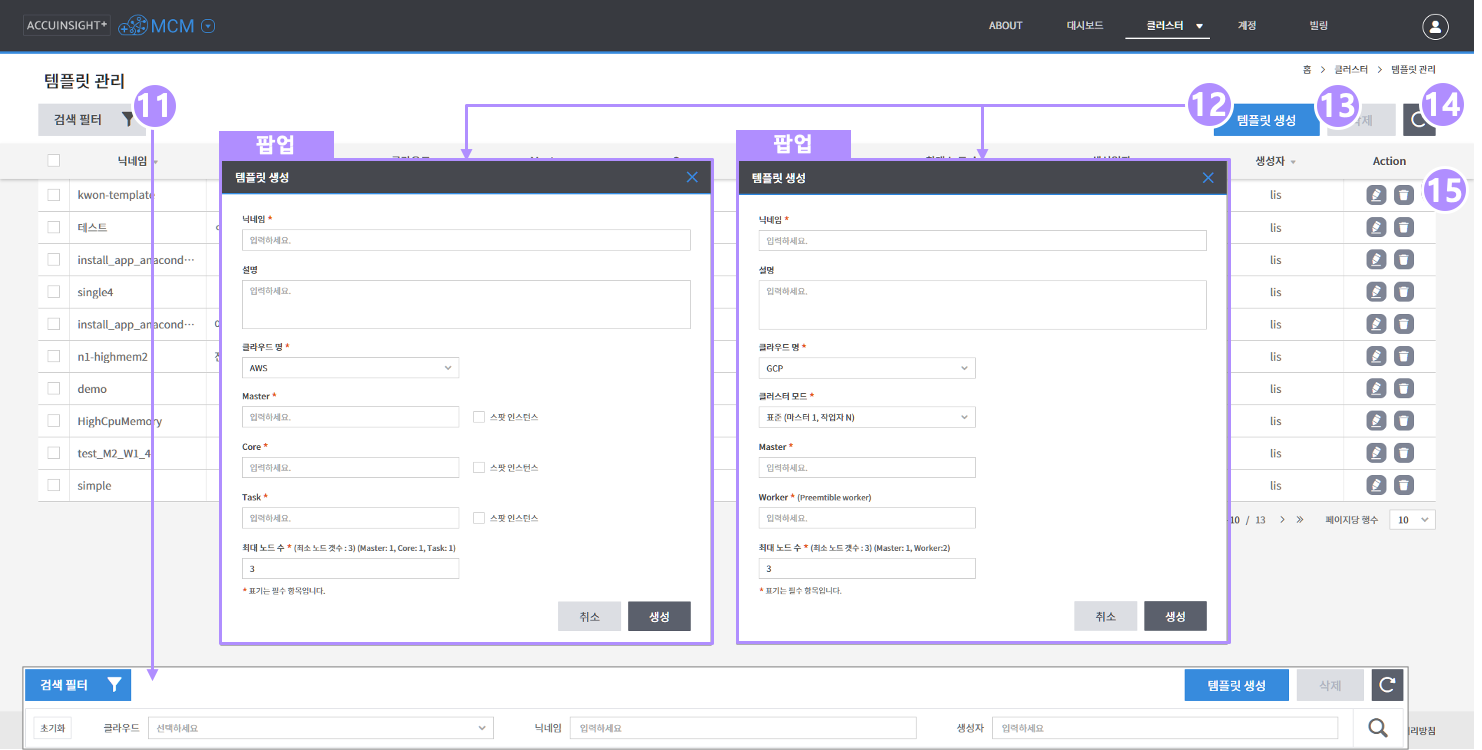 ACCUINSIGHT+ MCM ABOUT 대시보드 클러스터 계정 빌링
템플릿 관리
홈 > 클러스터 > 템플릿 관리
검색 필터 11 12 템플릿 생성 13 삭제 14
닉네임 생성자 Action
15
kwon-template lis
테스트 lis
install_app_anacond… lis
single4 lis
install_app_anacond… lis
n1-highmem2 lis
demo lis
HighCpuMemory lis
test_M2_W1_4 lis
simple lis
10 / 13 > » 페이지당 행수 10
팝업
템플릿 생성
닉네임 *
입력하세요.
설명
입력하세요.
클라우드 명 *
AWS
Master *
입력하세요. 스팟 인스턴스
Core *
입력하세요. 스팟 인스턴스
Task *
입력하세요. 스팟 인스턴스
최대 노드 수 * (최소 노드 갯수 : 3) (Master: 1, Core: 1, Task: 1)
3
* 표기는 필수 항목입니다.
취소 생성
팝업
템플릿 생성
닉네임 *
입력하세요.
설명
입력하세요.
클라우드 명 *
GCP
클러스터 모드 *
표준 (마스터 1, 작업자 N)
Master *
입력하세요.
Worker * (Preemtible worker)
입력하세요.
최대 노드 수 * (최소 노드 갯수 : 3) (Master: 1, Worker:2)
3
* 표기는 필수 항목입니다.
취소 생성
검색 필터 템플릿 생성 삭제
초기화 클라우드 선택하세요 닉네임 입력하세요 생성자 입력하세요
리방침